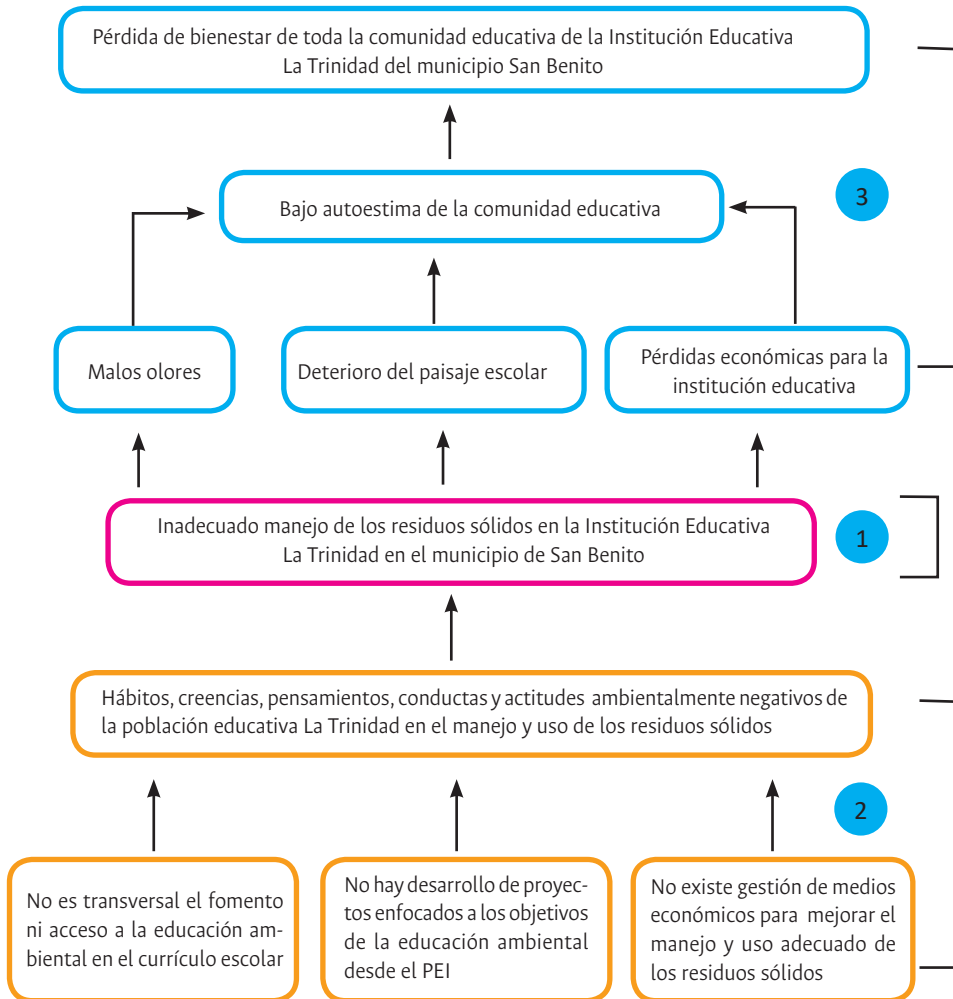 Pérdida de bienestar de toda la comunidad educativa de la Institución Educativa
La Trinidad del municipio San Benito
Bajo autoestima de la comunidad educativa
3
Malos olores
Deterioro del paisaje escolar
Pérdidas económicas para la
institución educativa
Inadecuado manejo de los residuos sólidos en la Institución Educativa
La Trinidad en el municipio de San Benito
1
Hábitos, creencias, pensamientos, conductas y actitudes ambientalmente negativos de
la población educativa La Trinidad en el manejo y uso de los residuos sólidos
2
No es transversal el fomento
ni acceso a la educación am-
biental en el currículo escolar
No hay desarrollo de proyec-
tos enfocados a los objetivos
de la educación ambiental
desde el PEI
No existe gestión de medios
económicos para mejorar el
manejo y uso adecuado de
los residuos sólidos